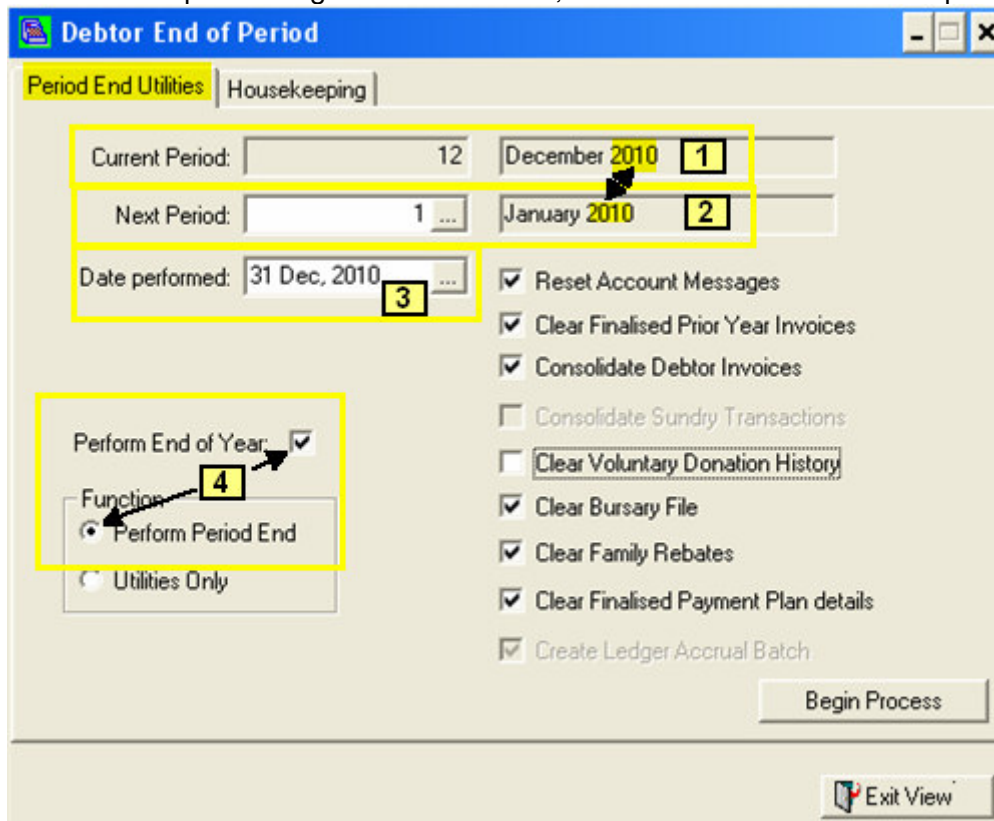 Debtor End of Period
Period End Utilities Housekeeping
Current Period: 12 December 2010 1
Next Period: 1 ... January 2010 2
Date performed: 31 Dec, 2010 ... 3
Reset Account Messages
Clear Finalised Prior Year Invoices
Consolidate Debtor Invoices
Consolidate Sundry Transactions
Clear Voluntary Donation History
Clear Bursary File
Clear Family Rebates
Clear Finalised Payment Plan details
Create Ledger Accrual Batch
Perform End of Year:
4
Function
Perform Period End
Utilities Only
Begin Process
Exit View